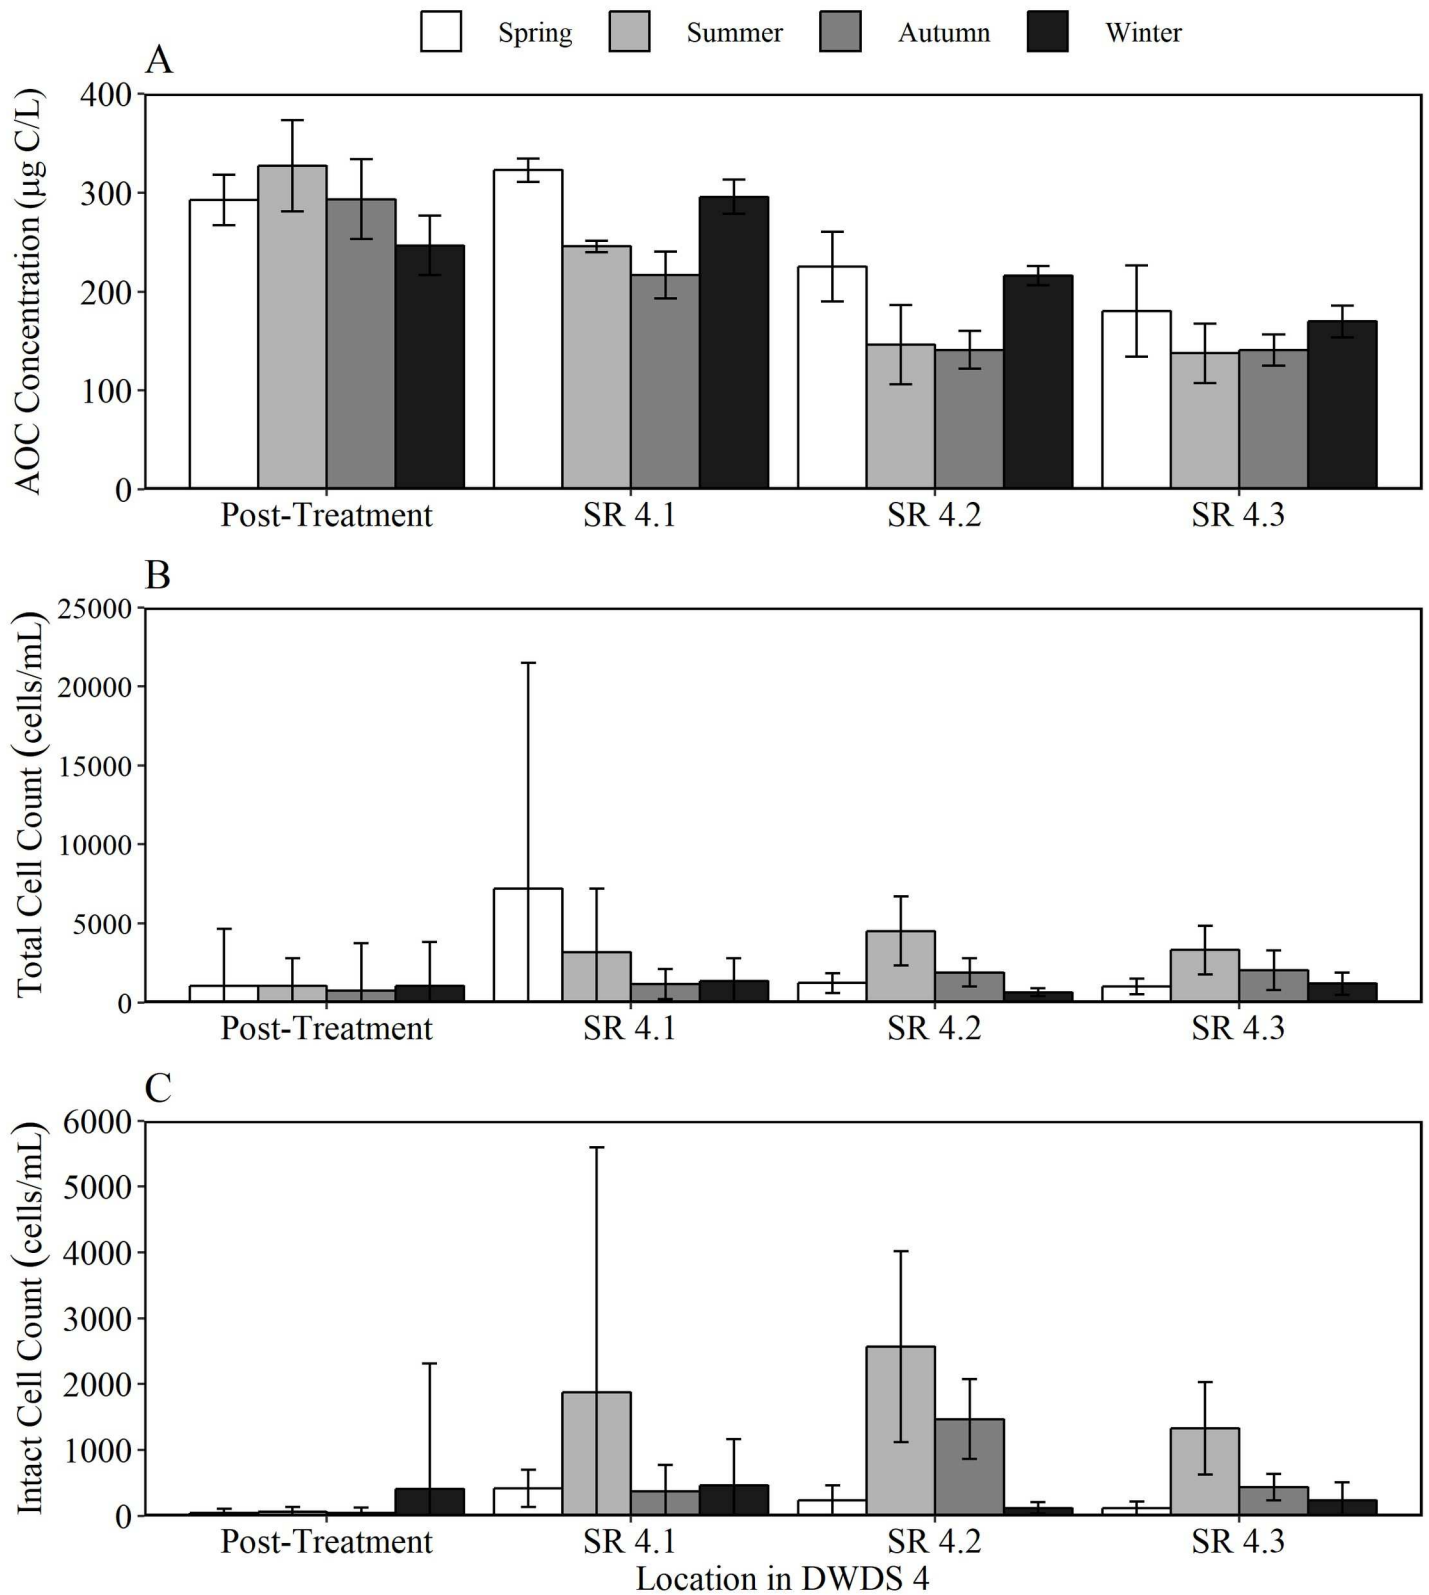 Spring Summer Autumn Winter
A
AOC Concentration (µg C/L)
400
300
200
100
0
Post-Treatment SR 4.1 SR 4.2 SR 4.3
B
Total Cell Count (cells/mL)
25000
20000
15000
10000
5000
0
Post-Treatment SR 4.1 SR 4.2 SR 4.3
C
Intact Cell Count (cells/mL)
6000
5000
4000
3000
2000
1000
0
Post-Treatment SR 4.1 SR 4.2 SR 4.3
Location in DWDS 4